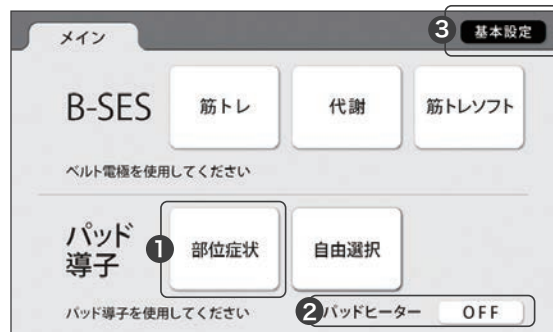 メイン
❸ 基本設定
B-SES 筋トレ 代謝 筋トレソフト
ベルト電極を使用してください
パッド
導子
❶ 部位症状 自由選択
パッド導子を使用してください ❷ パッドヒーター OFF